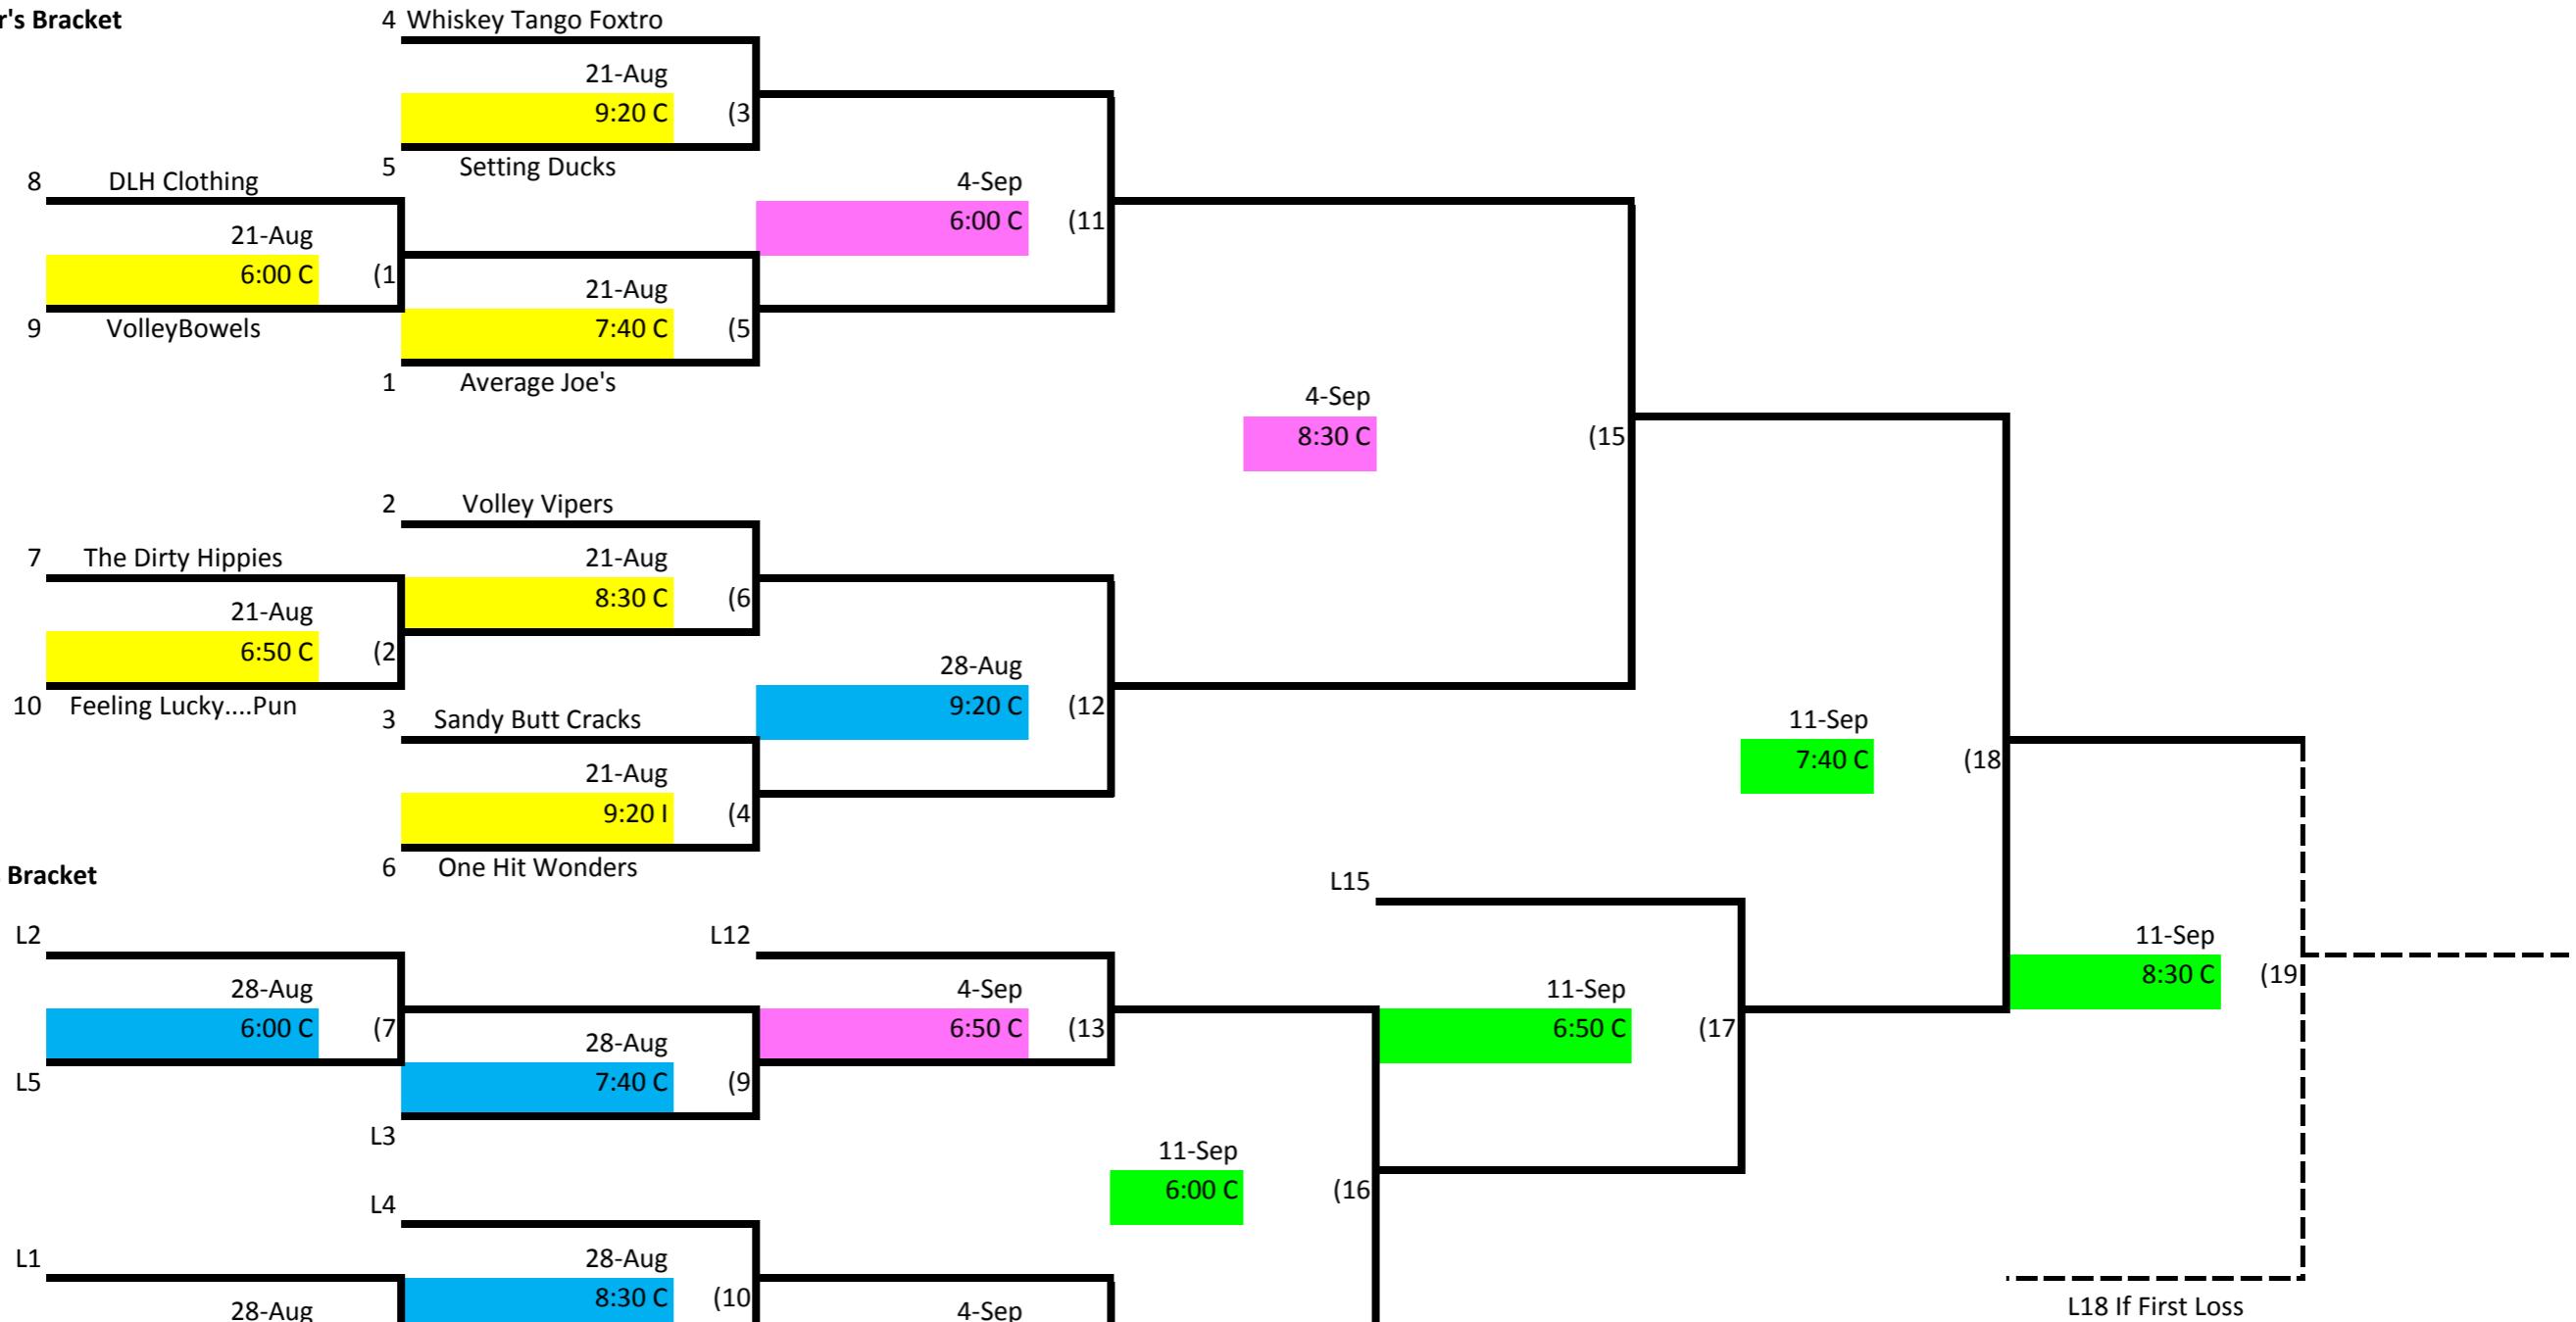 r's Bracket
4 Whiskey Tango Foxtro
21-Aug
9:20 C (3
5 Setting Ducks
8 DLH Clothing
4-Sep
6:00 C (11
21-Aug
6:00 C (1
21-Aug
7:40 C (5
9 VolleyBowels
1 Average Joe's
4-Sep
8:30 C (15
2 Volley Vipers
7 The Dirty Hippies
21-Aug
8:30 C (6
21-Aug
6:50 C (2
28-Aug
9:20 C (12
10 Feeling Lucky....Pun
3 Sandy Butt Cracks
11-Sep
7:40 C (18
21-Aug
9:20 I (4
6 One Hit Wonders
Bracket
L15
L2
L12
11-Sep
8:30 C (19
28-Aug
6:00 C (7
4-Sep
6:50 C (13
11-Sep
6:50 C (17
28-Aug
7:40 C (9
L5
L3
11-Sep
6:00 C (16
L4
L1
28-Aug
8:30 C (10
28-Aug
4-Sep
L18 If First Loss